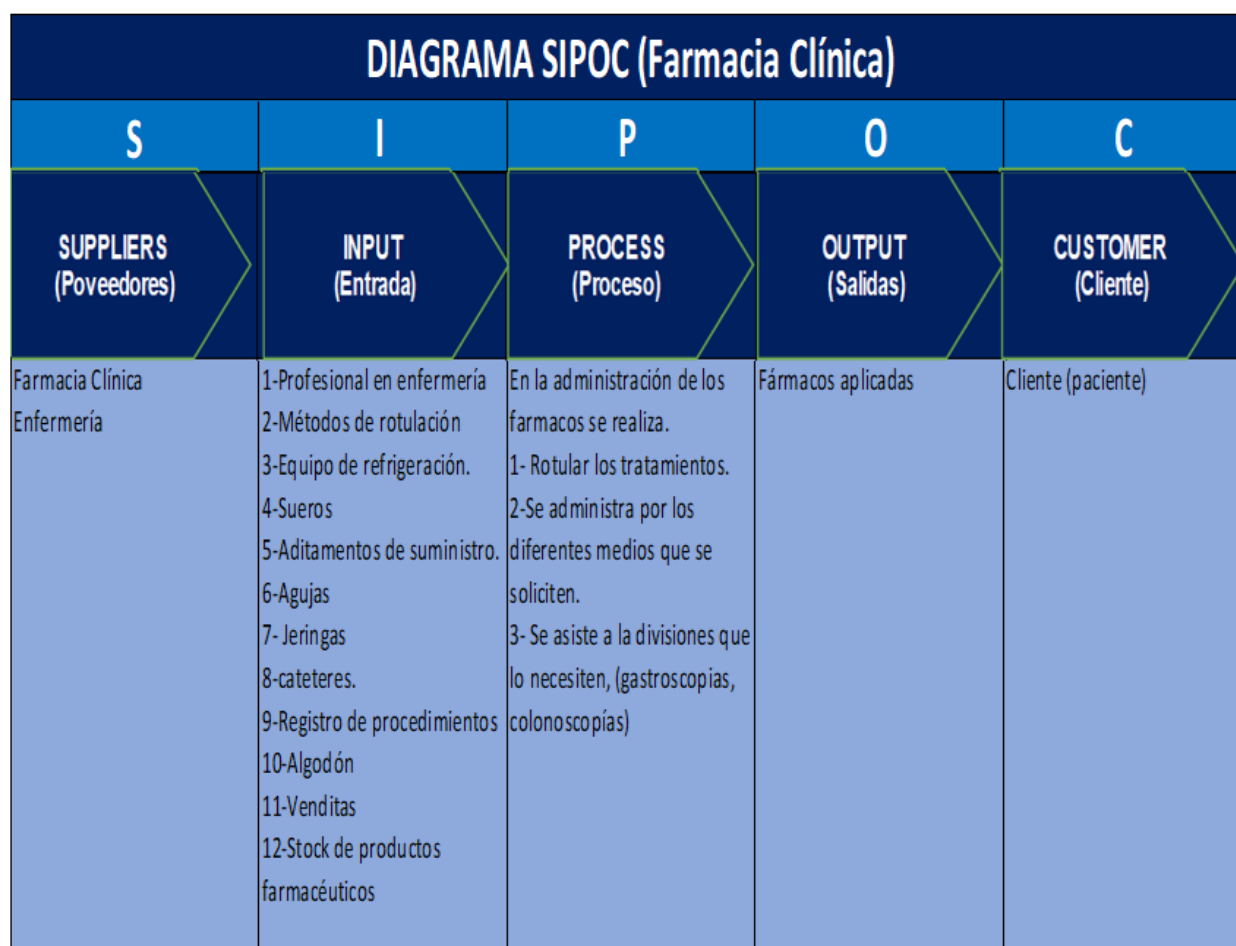 DIAGRAMA SIPOC (Farmacia Clínica)
S
I
P
O
C
SUPPLIERS
(Poveedores)
INPUT
(Entrada)
PROCESS
(Proceso)
OUTPUT
(Salidas)
CUSTOMER
(Cliente)
Farmacia Clínica
Enfermería
1-Profesional en enfermería
2-Métodos de rotulación
3-Equipo de refrigeración.
4-Sueros
5-Aditamentos de suministro.
6-Agujas
7- Jeringas
8-cateteres.
9-Registro de procedimientos
10-Algodón
11-Venditas
12-Stock de productos
farmacéuticos
En la administración de los
farmacos se realiza.
1- Rotular los tratamientos.
2-Se administra por los
diferentes medios que se
soliciten.
3- Se asiste a la divisiones que
lo necesiten, (gastroscopias,
colonoscopías)
Fármacos aplicadas
Cliente (paciente)